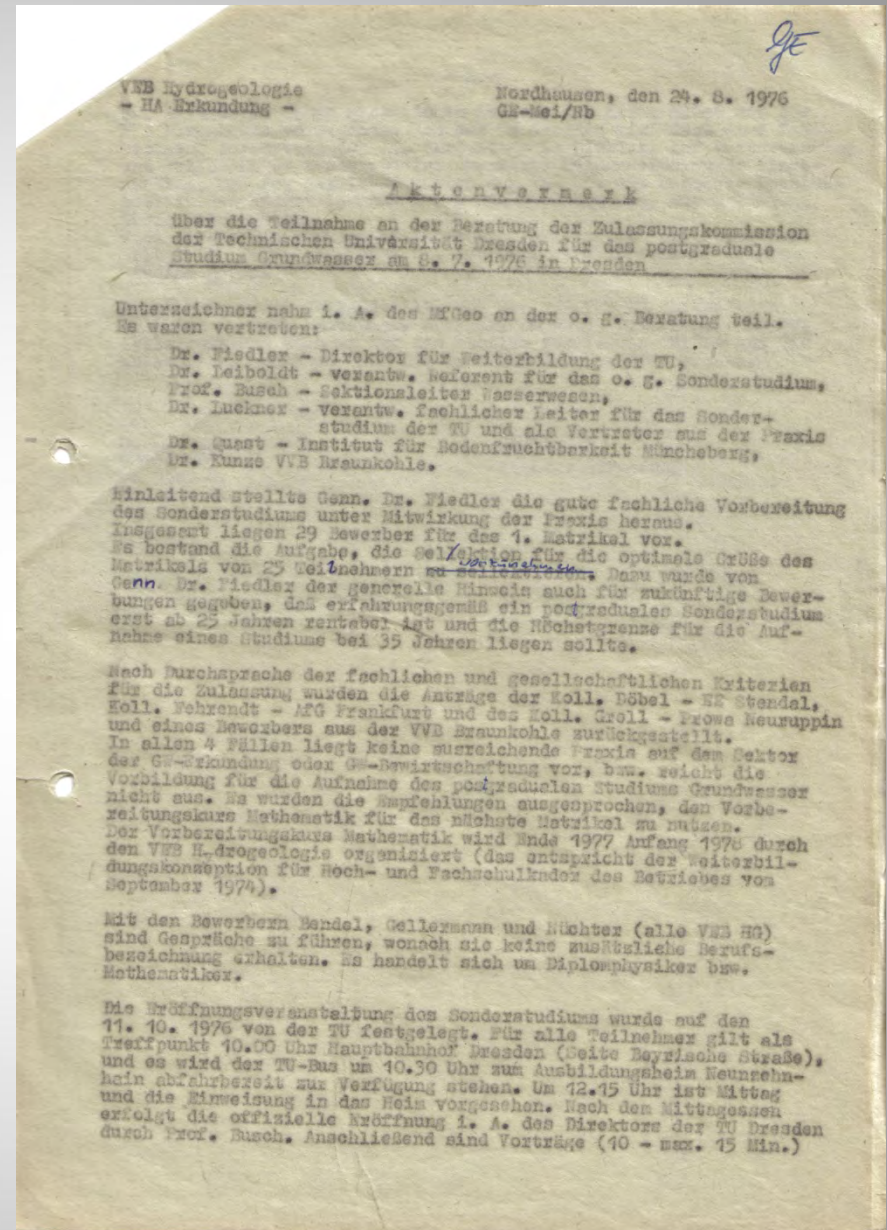 GE
VEB Hydrogeologie
- HA Erkundung -
Nordhausen, den 24. 8. 1976
GE-Mei/Rb
Aktenvermerk
über die Teilnahme an der Beratung der Zulassungskommission
der Technischen Universität Dresden für das postgraduale
Studium Grundwasser am 8. 7. 1976 in Dresden
Unterzeichner nahm i. A. des MfGeo an der o. g. Beratung teil.
Es waren vertreten:
Dr. Fiedler - Direktor für Weiterbildung der TU,
Dr. Leiboldt - verantw. Referent für das o. g. Sonderstudium,
Prof. Busch - Sektionsleiter Wasserwesen,
Dr. Luckner - verantw. fachlicher Leiter für das Sonder-
studium der TU und als Vertreter aus der Praxis
Dr. Quast - Institut für Bodenfruchtbarkeit Müncheberg,
Dr. Kunze VVB Braunkohle.
Einleitend stellte Genn. Dr. Fiedler die gute fachliche Vorbereitung
des Sonderstudiums unter Mitwirkung der Praxis heraus.
Insgesamt liegen 29 Bewerber für das 1. Matrikel vor.
Es bestand die Aufgabe, die Selektion für die optimale Größe des
Matrikels von 25 Teilnehmern vorzunehmen. Dazu wurde von
Genn. Dr. Fiedler der generelle Hinweis auch für zukünftige Bewer-
bungen gegeben, daß erfahrungsgemäß ein postgraduales Sonderstudium
erst ab 25 Jahren rentabel ist und die Höchstgrenze für die Auf-
nahme eines Studiums bei 35 Jahren liegen sollte.
Nach Durchsprache der fachlichen und gesellschaftlichen Kriterien
für die Zulassung wurden die Anträge der Koll. Döbel - Stendal,
Koll. Fehrendt - AfG Frankfurt und des Koll. Groll - Prowa Neuruppin
und eines Bewerbers aus der VVB Braunkohle zurückgestellt.
In allen 4 Fällen liegt keine ausreichende Praxis auf dem Sektor
der GW-Erkundung oder GW-Bewirtschaftung vor, bzw. reicht die
Vorbildung für die Aufnahme des postgradualen Studiums Grundwasser
nicht aus. Es wurden die Empfehlungen ausgesprochen, den Vorbe-
reitungskurs Mathematik für das nächste Matrikel zu nutzen.
Der Vorbereitungskurs Mathematik wird Ende 1977 Anfang 1978 durch
den VEB Hydrogeologie organisiert (das entspricht der Weiterbil-
dungskonzeption für Hoch- und Fachschulkader des Betriebes vom
September 1974).
Mit den Bewerbern Bendel, Gellermann und Nüchter (alle VEB HG)
sind Gespräche zu führen, wonach sie keine zusätzliche Berufs-
bezeichnung erhalten. Es handelt sich um Diplomphysiker bzw.
Mathematiker.
Die Eröffnungsveranstaltung des Sonderstudiums wurde auf den
11. 10. 1976 von der TU festgelegt. Für alle Teilnehmer gilt als
Treffpunkt 10.00 Uhr Hauptbahnhof Dresden (Seite Beyrische Straße),
und es wird der TU-Bus um 10.30 Uhr zum Ausbildungsheim Neunzehn-
hain abfahrbereit zur Verfügung stehen. Um 12.15 Uhr ist Mittag
und die Einweisung in das Heim vorgesehen. Nach dem Mittagessen
erfolgt die offizielle Eröffnung i. A. des Direktors der TU Dresden
durch Prof. Busch. Anschließend sind Vorträge (10 - max. 15 Min.)